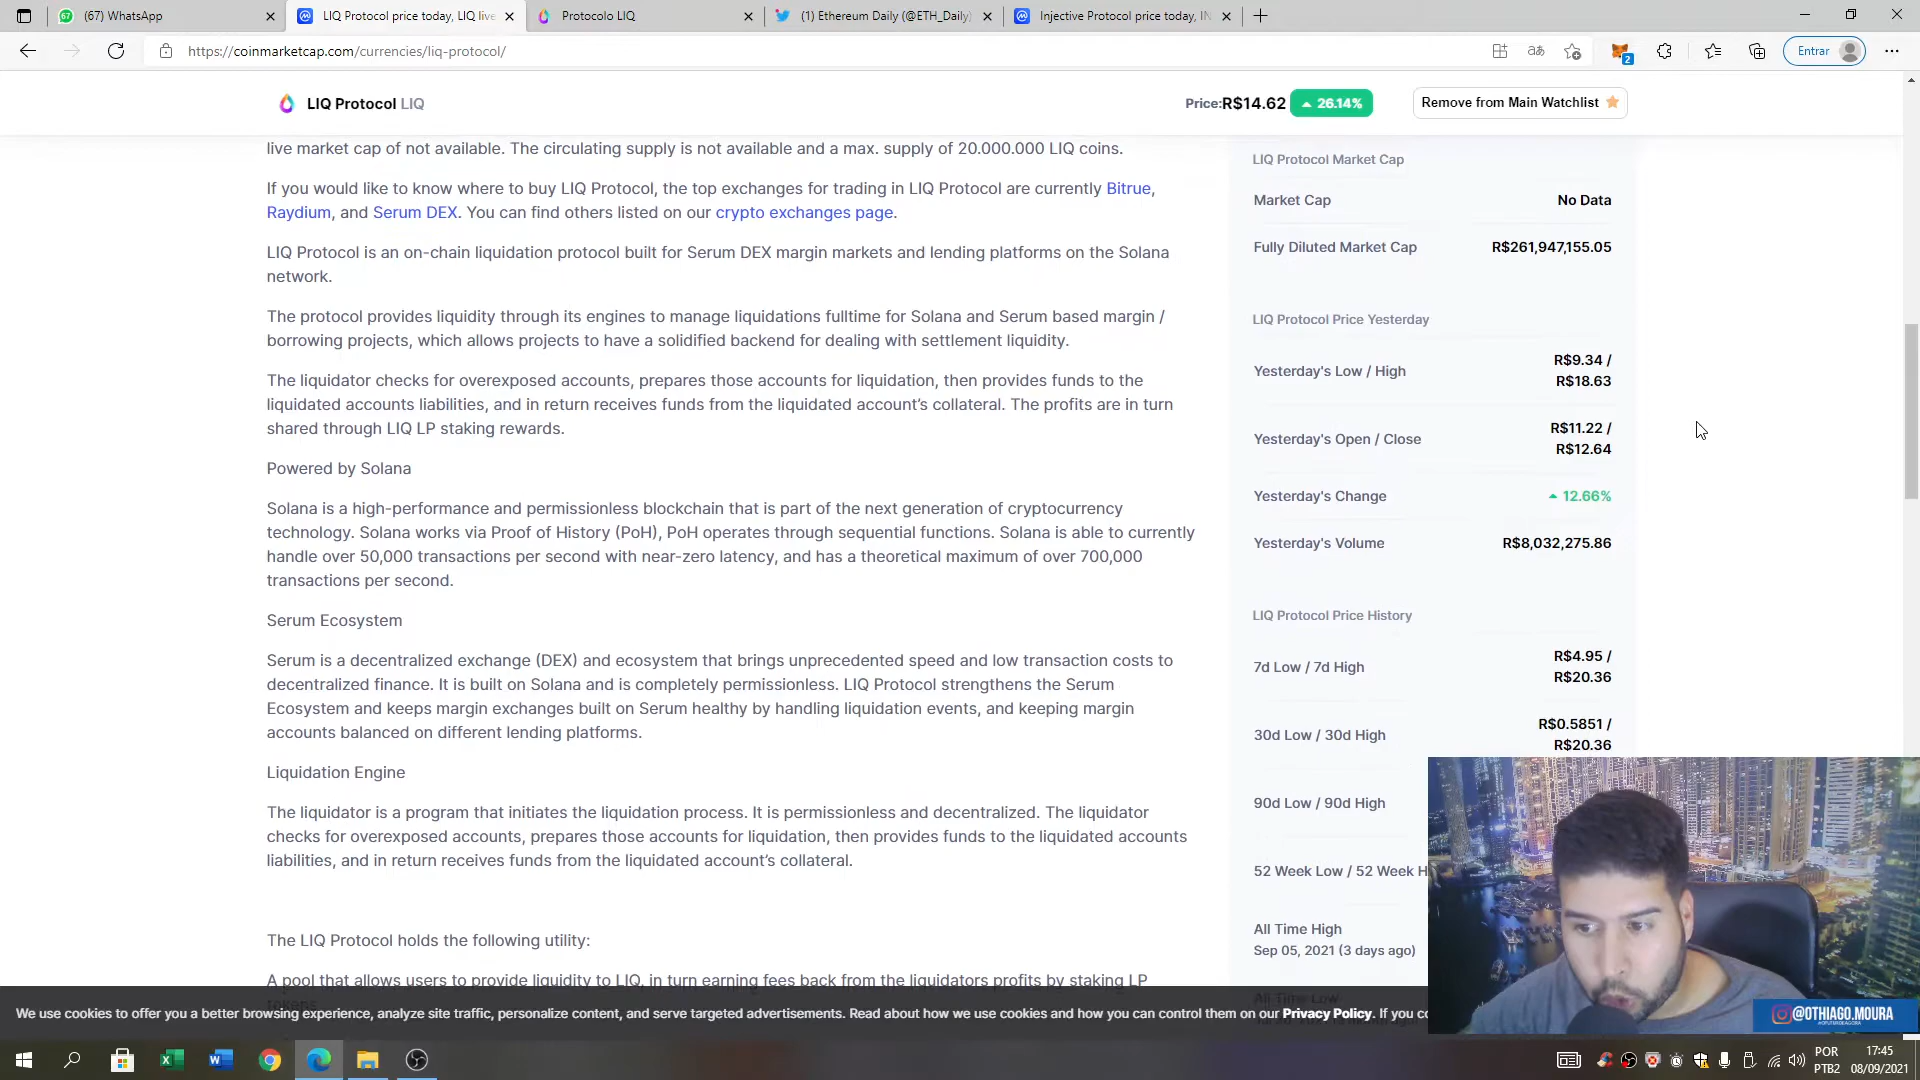 (67) WhatsApp
LIQ Protocol price today, LIQ live
Protocolo LIQ
(1) Ethereum Daily (@ETH_Daily)
Injective Protocol price today, IN
https://coinmarketcap.com/currencies/liq-protocol/
aあ
2
Entrar
LIQ Protocol LIQ
Price:R$14.62
26.14%
Remove from Main Watchlist
live market cap of not available. The circulating supply is not available and a max. supply of 20.000.000 LIQ coins.
If you would like to know where to buy LIQ Protocol, the top exchanges for trading in LIQ Protocol are currently Bitrue,
Raydium, and Serum DEX. You can find others listed on our crypto exchanges page.
LIQ Protocol is an on-chain liquidation protocol built for Serum DEX margin markets and lending platforms on the Solana
network.
The protocol provides liquidity through its engines to manage liquidations fulltime for Solana and Serum based margin /
borrowing projects, which allows projects to have a solidified backend for dealing with settlement liquidity.
The liquidator checks for overexposed accounts, prepares those accounts for liquidation, then provides funds to the
liquidated accounts liabilities, and in return receives funds from the liquidated account's collateral. The profits are in turn
shared through LIQ LP staking rewards.
Powered by Solana
Solana is a high-performance and permissionless blockchain that is part of the next generation of cryptocurrency
technology. Solana works via Proof of History (PoH), PoH operates through sequential functions. Solana is able to currently
handle over 50,000 transactions per second with near-zero latency, and has a theoretical maximum of over 700,000
transactions per second.
Serum Ecosystem
Serum is a decentralized exchange (DEX) and ecosystem that brings unprecedented speed and low transaction costs to
decentralized finance. It is built on Solana and is completely permissionless. LIQ Protocol strengthens the Serum
Ecosystem and keeps margin exchanges built on Serum healthy by handling liquidation events, and keeping margin
accounts balanced on different lending platforms.
Liquidation Engine
The liquidator is a program that initiates the liquidation process. It is permissionless and decentralized. The liquidator
checks for overexposed accounts, prepares those accounts for liquidation, then provides funds to the liquidated accounts
liabilities, and in return receives funds from the liquidated account's collateral.
The LIQ Protocol holds the following utility:
A pool that allows users to provide liquidity to LIQ, in turn earning fees back from the liquidators profits by staking LP
tokens
LIQ Protocol Market Cap
Market Cap
No Data
Fully Diluted Market Cap
R$261,947,155.05
LIQ Protocol Price Yesterday
Yesterday's Low / High
R$9.34 /
R$18.63
Yesterday's Open / Close
R$11.22 /
R$12.64
Yesterday's Change
12.66%
Yesterday's Volume
R$8,032,275.86
LIQ Protocol Price History
7d Low / 7d High
R$4.95 /
R$20.36
30d Low / 30d High
R$0.5851 /
R$20.36
90d Low / 90d High
52 Week Low / 52 Week H
All Time High
Sep 05, 2021 (3 days ago)
All Time Low
We use cookies to offer you a better browsing experience, analyze site traffic, personalize content, and serve targeted advertisements. Read about how we use cookies and how you can control them on our Privacy Policy. If you co
@OTHIAGO.MOURA
POR
PTB2
17:45
08/09/2021